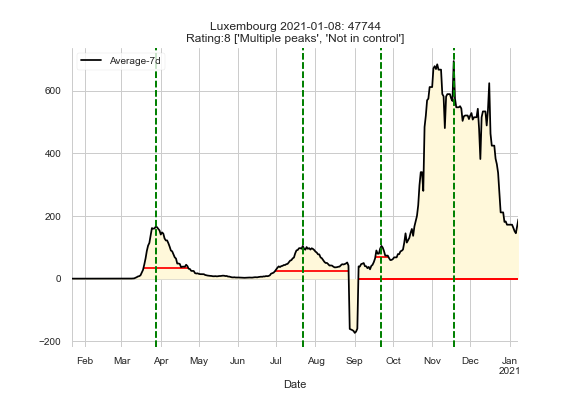 Luxembourg 2021-01-08: 47744
Rating:8 ['Multiple peaks', 'Not in control']
Average-7d
600
400
200
0
−200
Feb Mar Apr May Jun Jul Aug Sep Oct Nov Dec Jan
2021
Date